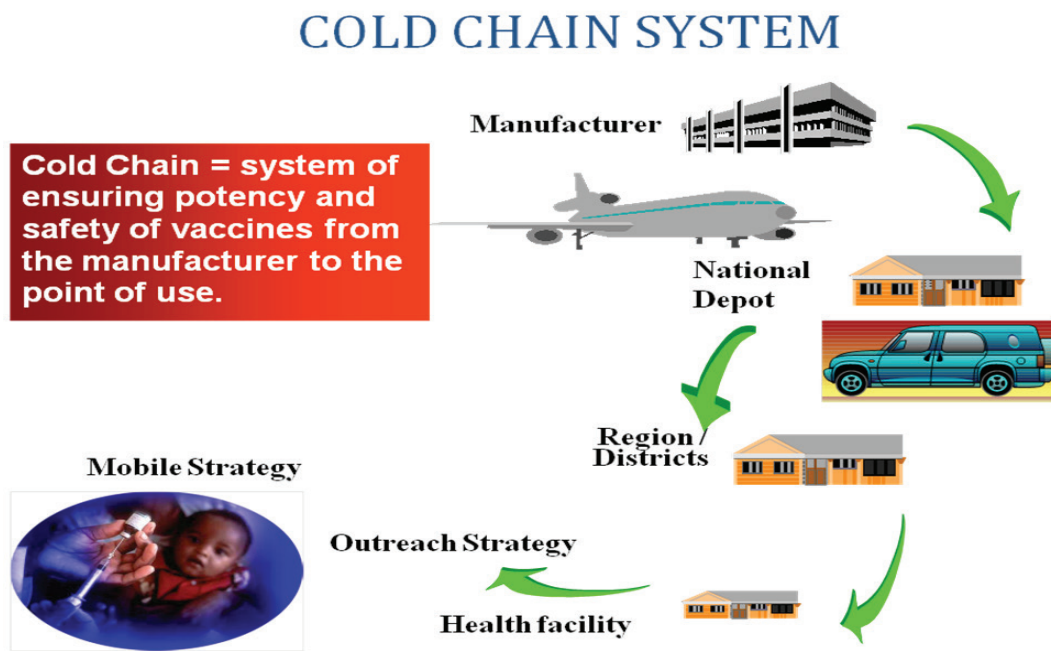 COLD CHAIN SYSTEM
Manufacturer
Cold Chain = system of
ensuring potency and
safety of vaccines from
the manufacturer to the
point of use.
National
Depot
Region /
Districts
Mobile Strategy
Outreach Strategy
Health facility